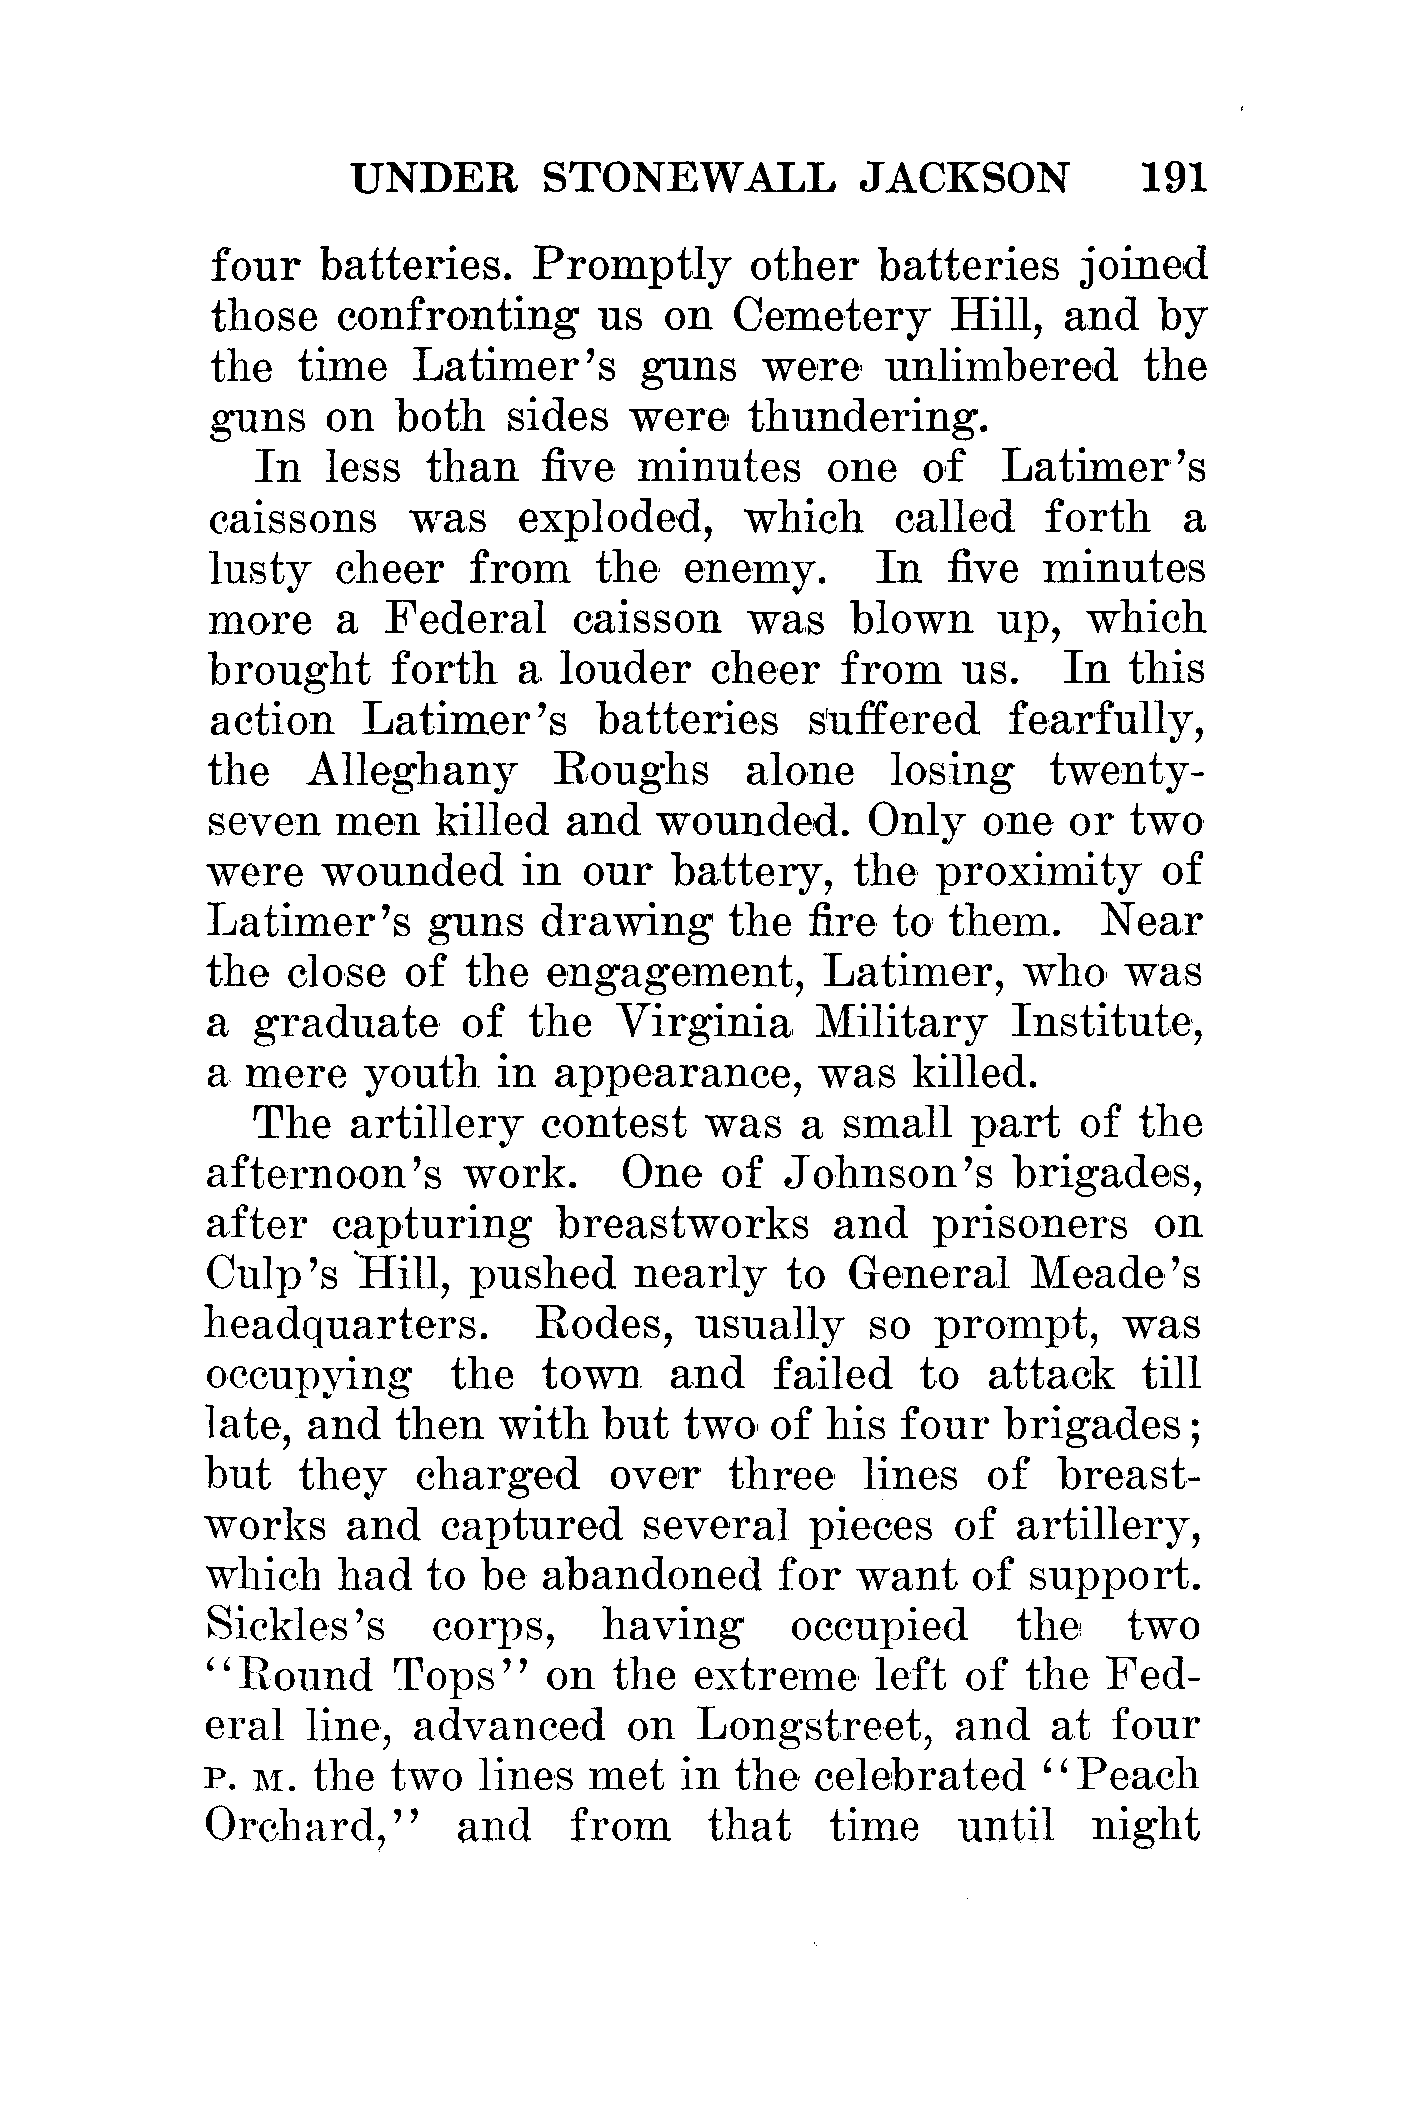 UNDER STONEWALL JACKSON 191
four batteries. Promptly other batteries joined
those confronting us on Cemetery Hill, and by
the time Latimer's guns were unlimbered the
guns on both sides were thundering.
In less than five minutes one of Latimer's
caissons was exploded, which called forth a
lusty cheer from the enemy. In five minutes
more a Federal caisson was blown up, which
brought forth a louder cheer from us. In this
action Latimer's batteries suffered fearfully,
the Alleghany Roughs alone losing twenty-
seven men killed and wounded. Only one or two
were wounded in our battery, the proximity of
Latimer's guns drawing the fire to them. Near
the close of the engagement, Latimer, who was
a graduate of the Virginia Military Institute,
a mere youth in appearance, was killed.
The artillery contest was a small part of the
afternoon's work. One of Johnson's brigades,
after capturing breastworks and prisoners on
Culp's Hill, pushed nearly to General Meade's
headquarters. Rodes, usually so prompt, was
occupying the town and failed to attack till
late, and then with but two of his four brigades;
but they charged over three lines of breast-
works and captured several pieces of artillery,
which had to be abandoned for want of support.
Sickles's corps, having occupied the two
"Round Tops" on the extreme left of the Fed-
eral line, advanced on Longstreet, and at four
P. M. the two lines met in the celebrated "Peach
Orchard," and from that time until night